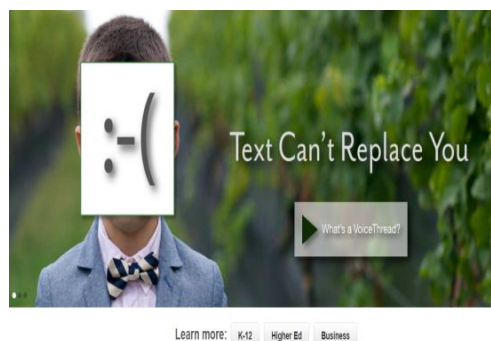 :-(
Text Can't Replace You
What's a VoiceThread?
Learn more: K-12 Higher Ed Business